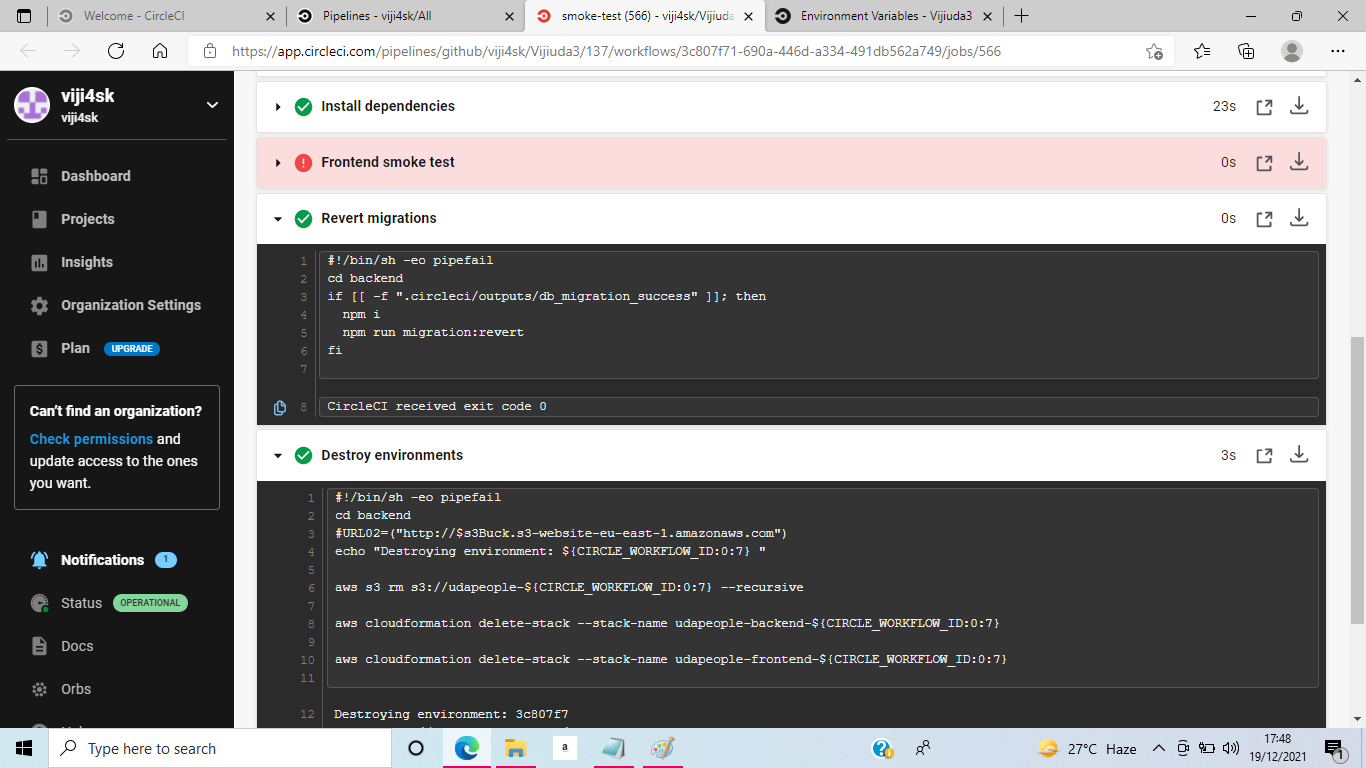 Welcome - CircleCI
Pipelines - viji4sk/All
smoke-test (566) - viji4sk/Vijiuda
Environment Variables - Vijiuda3
https://app.circleci.com/pipelines/github/viji4sk/Vijiuda3/137/workflows/3c807f71-690a-446d-a334-491db562a749/jobs/566
viji4sk
viji4sk
Dashboard
Projects
Insights
Organization Settings
Plan UPGRADE
Can't find an organization?
Check permissions and
update access to the ones
you want.
Notifications 1
Status OPERATIONAL
Docs
Orbs
Install dependencies 23s
Frontend smoke test 0s
Revert migrations 0s
1 #!/bin/sh -eo pipefail
2 cd backend
3 if [[ -f ".circleci/outputs/db_migration_success" ]]; then
4 npm i
5 npm run migration:revert
6 fi
7
8 CircleCI received exit code 0
Destroy environments 3s
1 #!/bin/sh -eo pipefail
2 cd backend
3 #URL02=("http://$s3Buck.s3-website-eu-east-1.amazonaws.com")
4 echo "Destroying environment: ${CIRCLE_WORKFLOW_ID:0:7} "
5
6 aws s3 rm s3://udapeople-${CIRCLE_WORKFLOW_ID:0:7} --recursive
7
8 aws cloudformation delete-stack --stack-name udapeople-backend-${CIRCLE_WORKFLOW_ID:0:7}
9
10 aws cloudformation delete-stack --stack-name udapeople-frontend-${CIRCLE_WORKFLOW_ID:0:7}
11
12 Destroying environment: 3c807f7
Type here to search
a
27°C Haze
17:48
19/12/2021
1